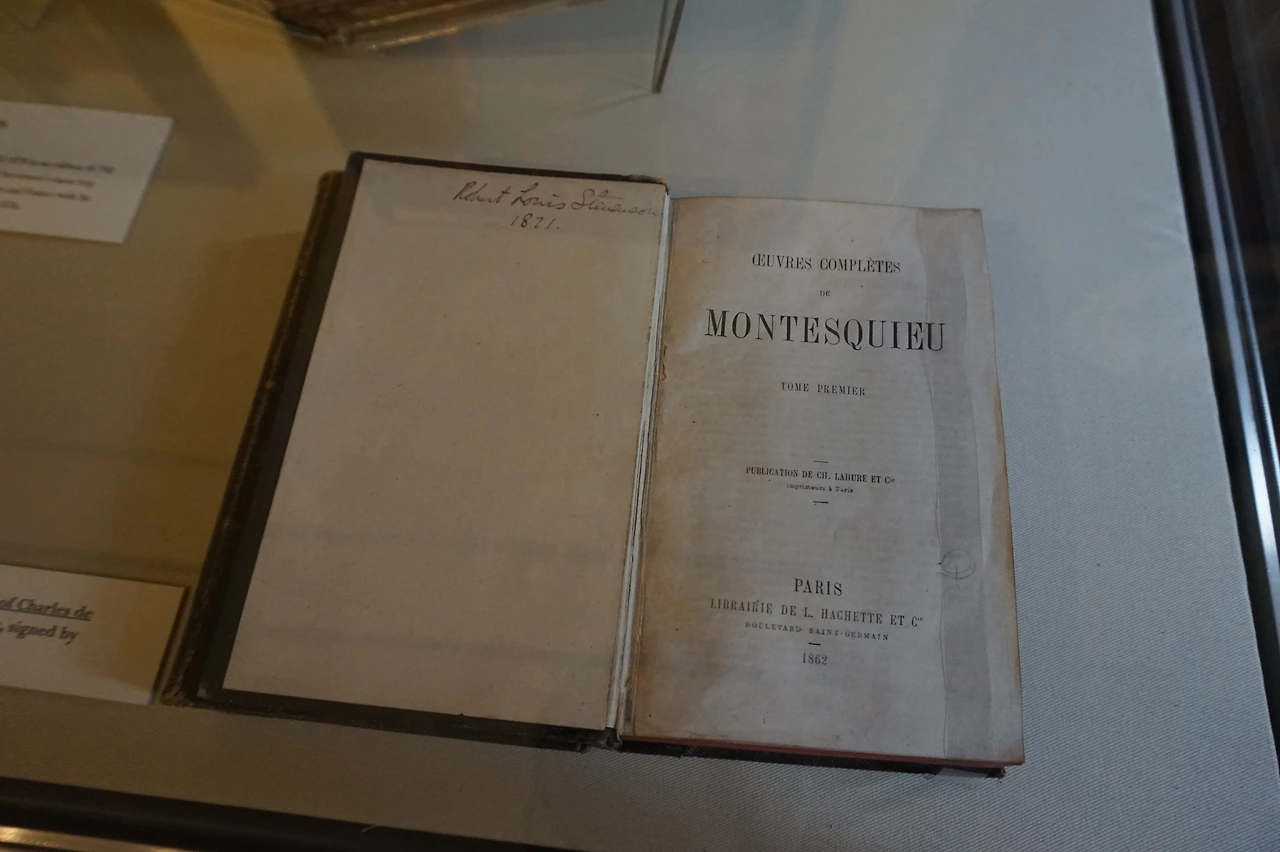 Robert Louis Stevenson
1871.
ŒUVRES COMPLÈTES
DE
MONTESQUIEU
TOME PREMIER
PUBLICATION DE CH. LAHURE ET Cie
Imprimeurs à Paris
PARIS
LIBRAIRIE DE L. HACHETTE ET Cie
BOULEVARD SAINT-GERMAIN
1862
of Charles de
signed by